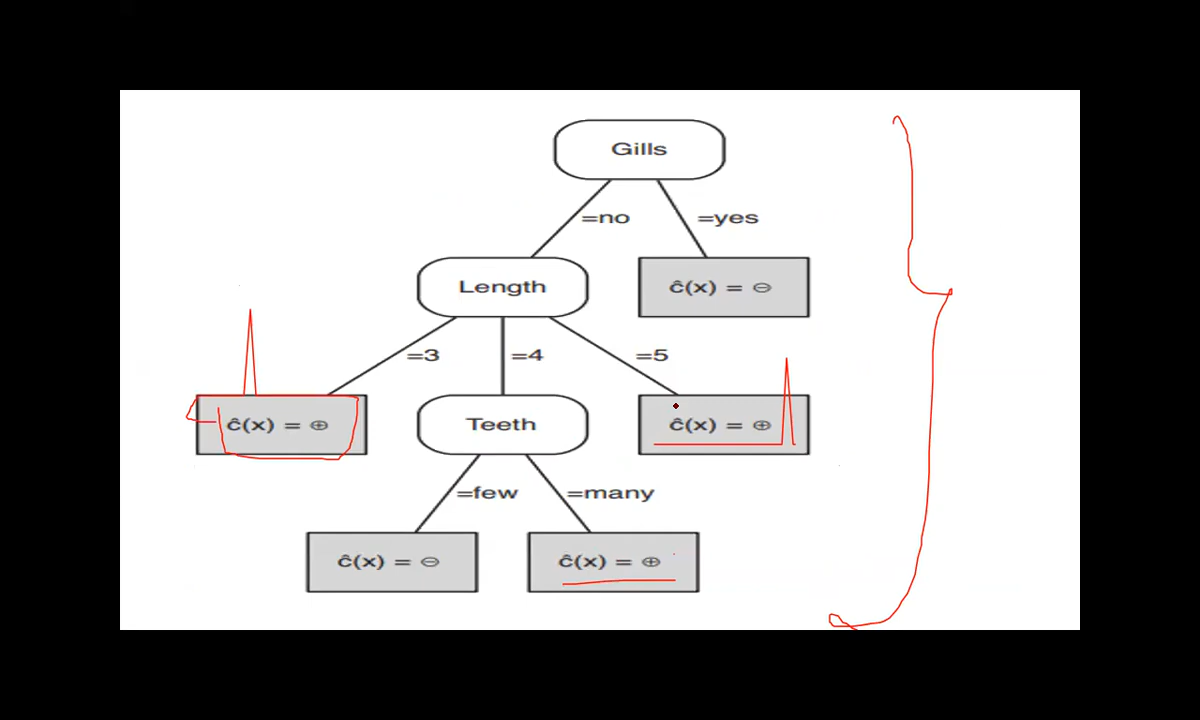 Gills
=no =yes
Length ĉ(x) = ⊖
=3 =4 =5
ĉ(x) = ⊕ Teeth ĉ(x) = ⊕
=few =many
ĉ(x) = ⊖ ĉ(x) = ⊕